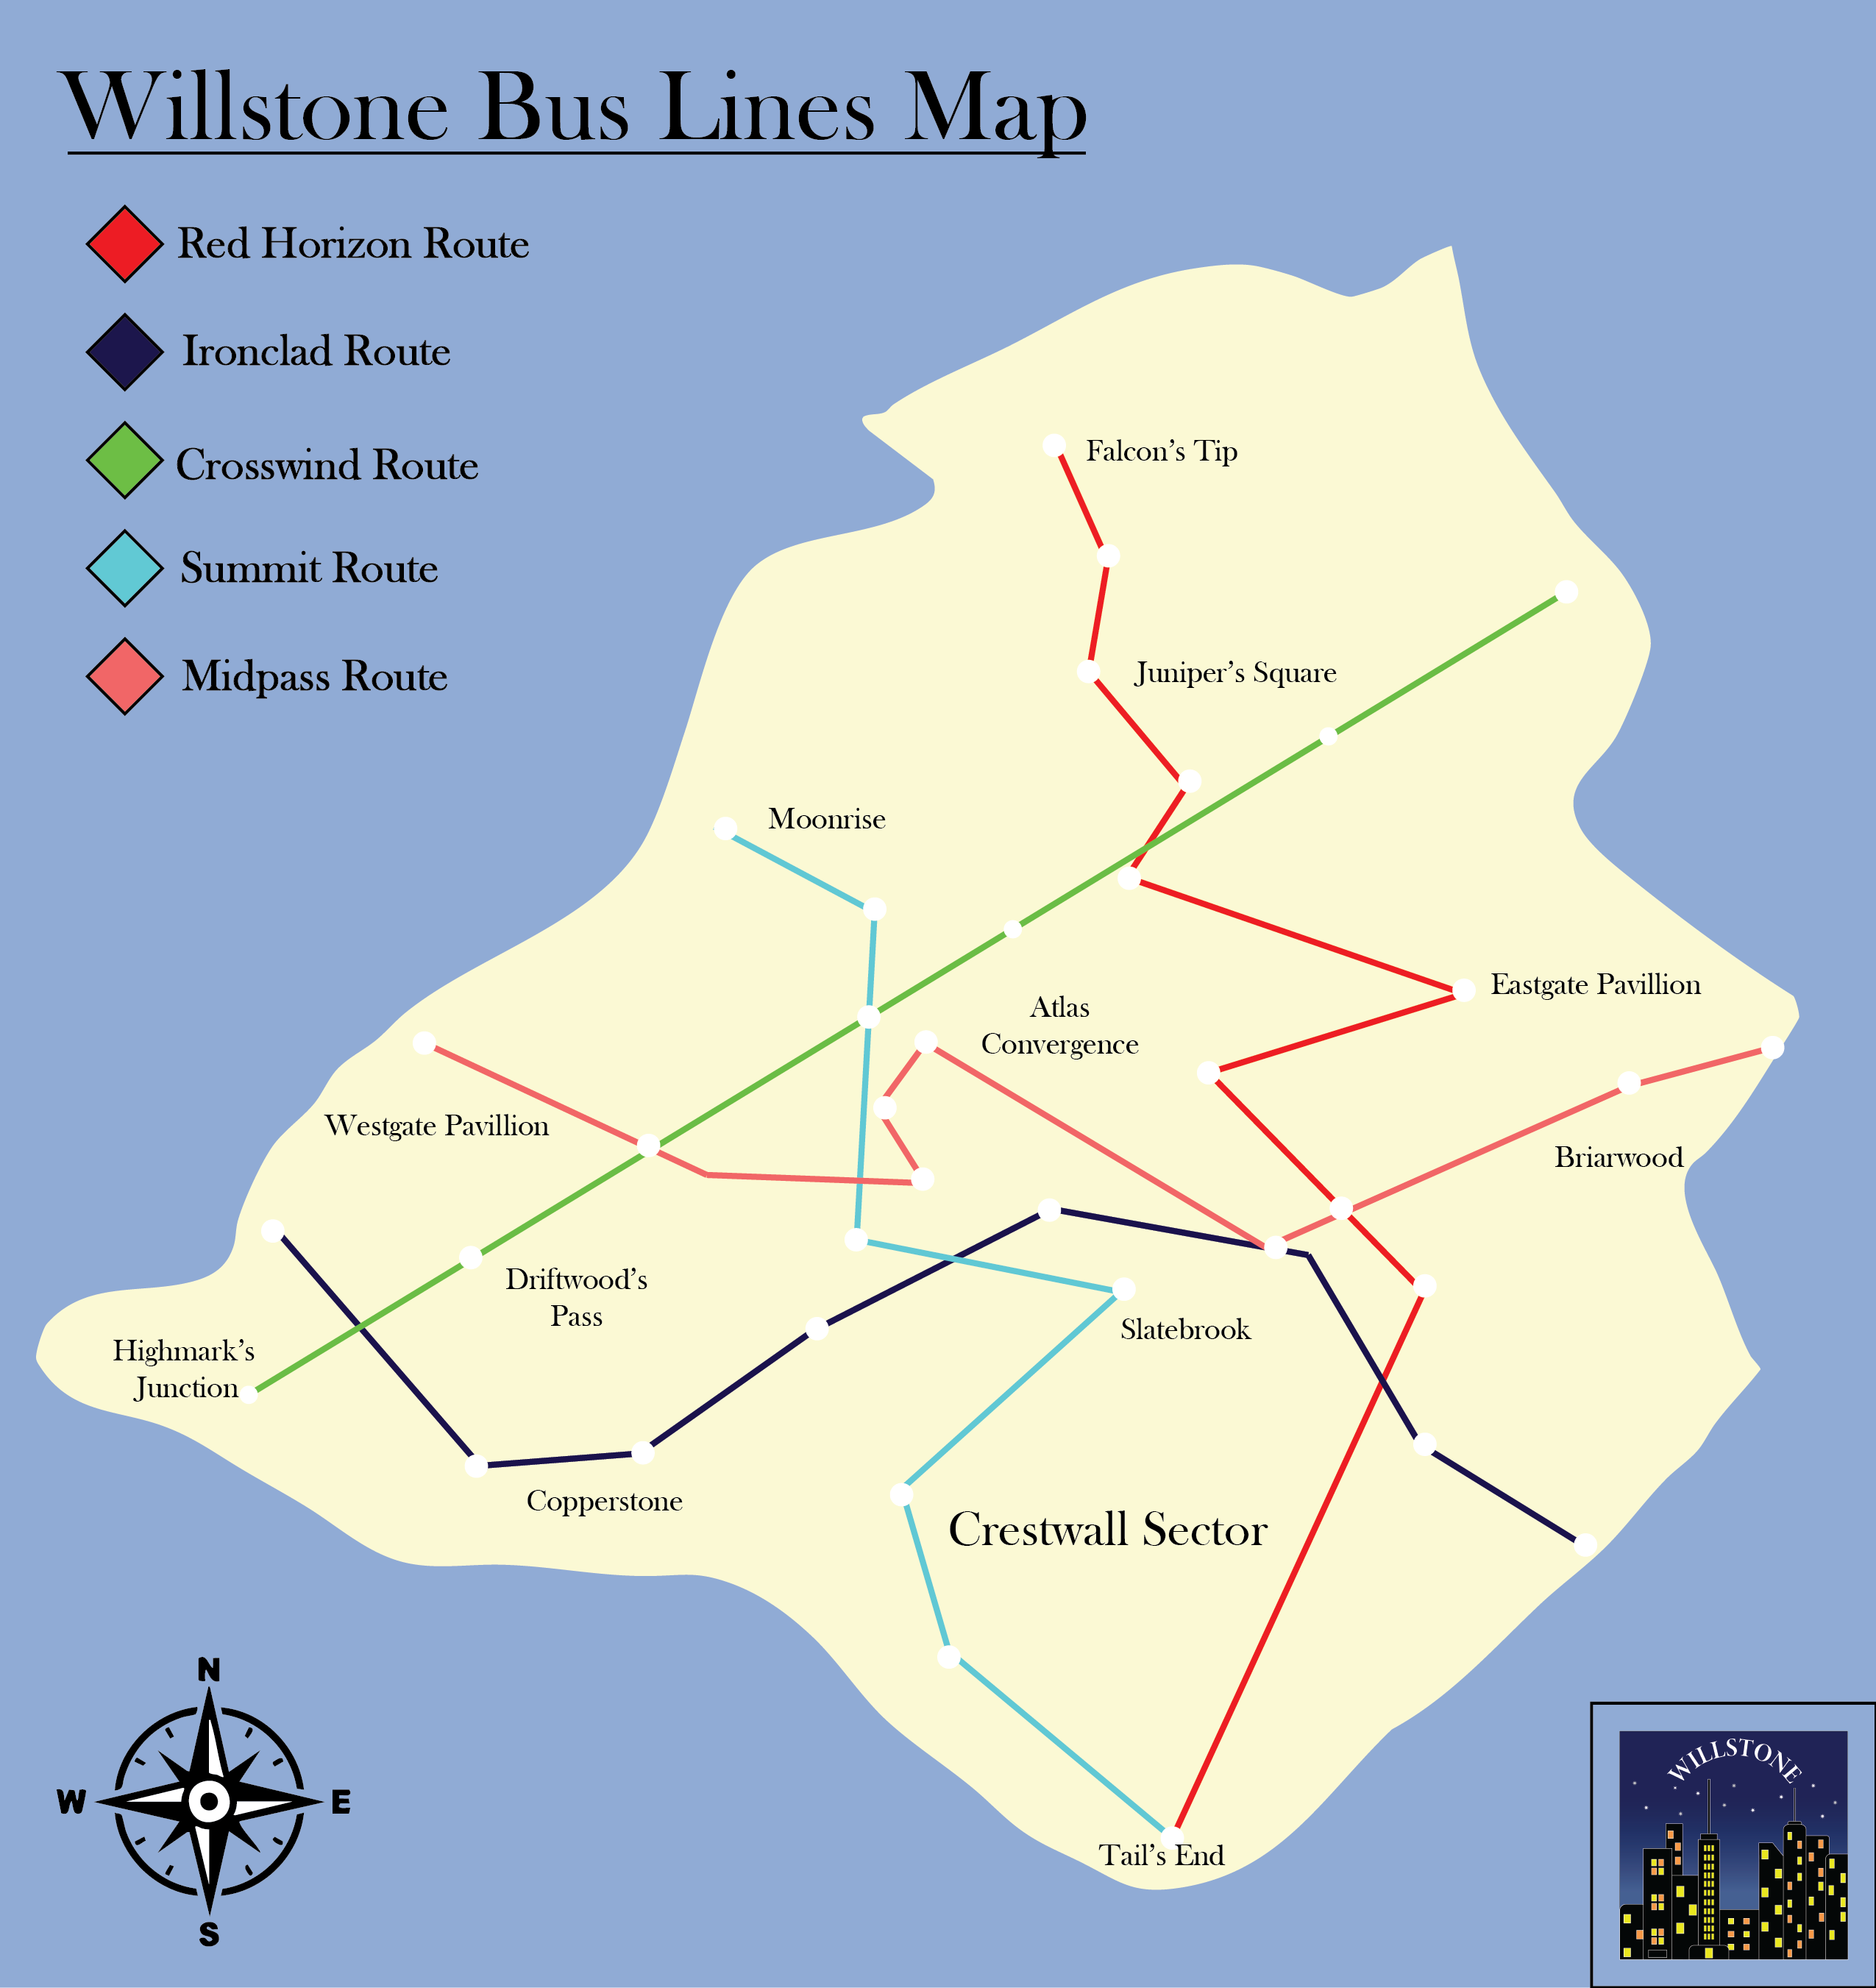 Willstone Bus Lines Map
Red Horizon Route
Ironclad Route
Crosswind Route
Summit Route
Midpass Route
Falcon's Tip
Juniper's Square
Moonrise
Eastgate Pavillion
Atlas
Convergence
Westgate Pavillion
Briarwood
Driftwood's
Pass
Slatebrook
Highmark's
Junction
Copperstone
Crestwall Sector
Tail's End
N
W
E
S
WILLSTONE